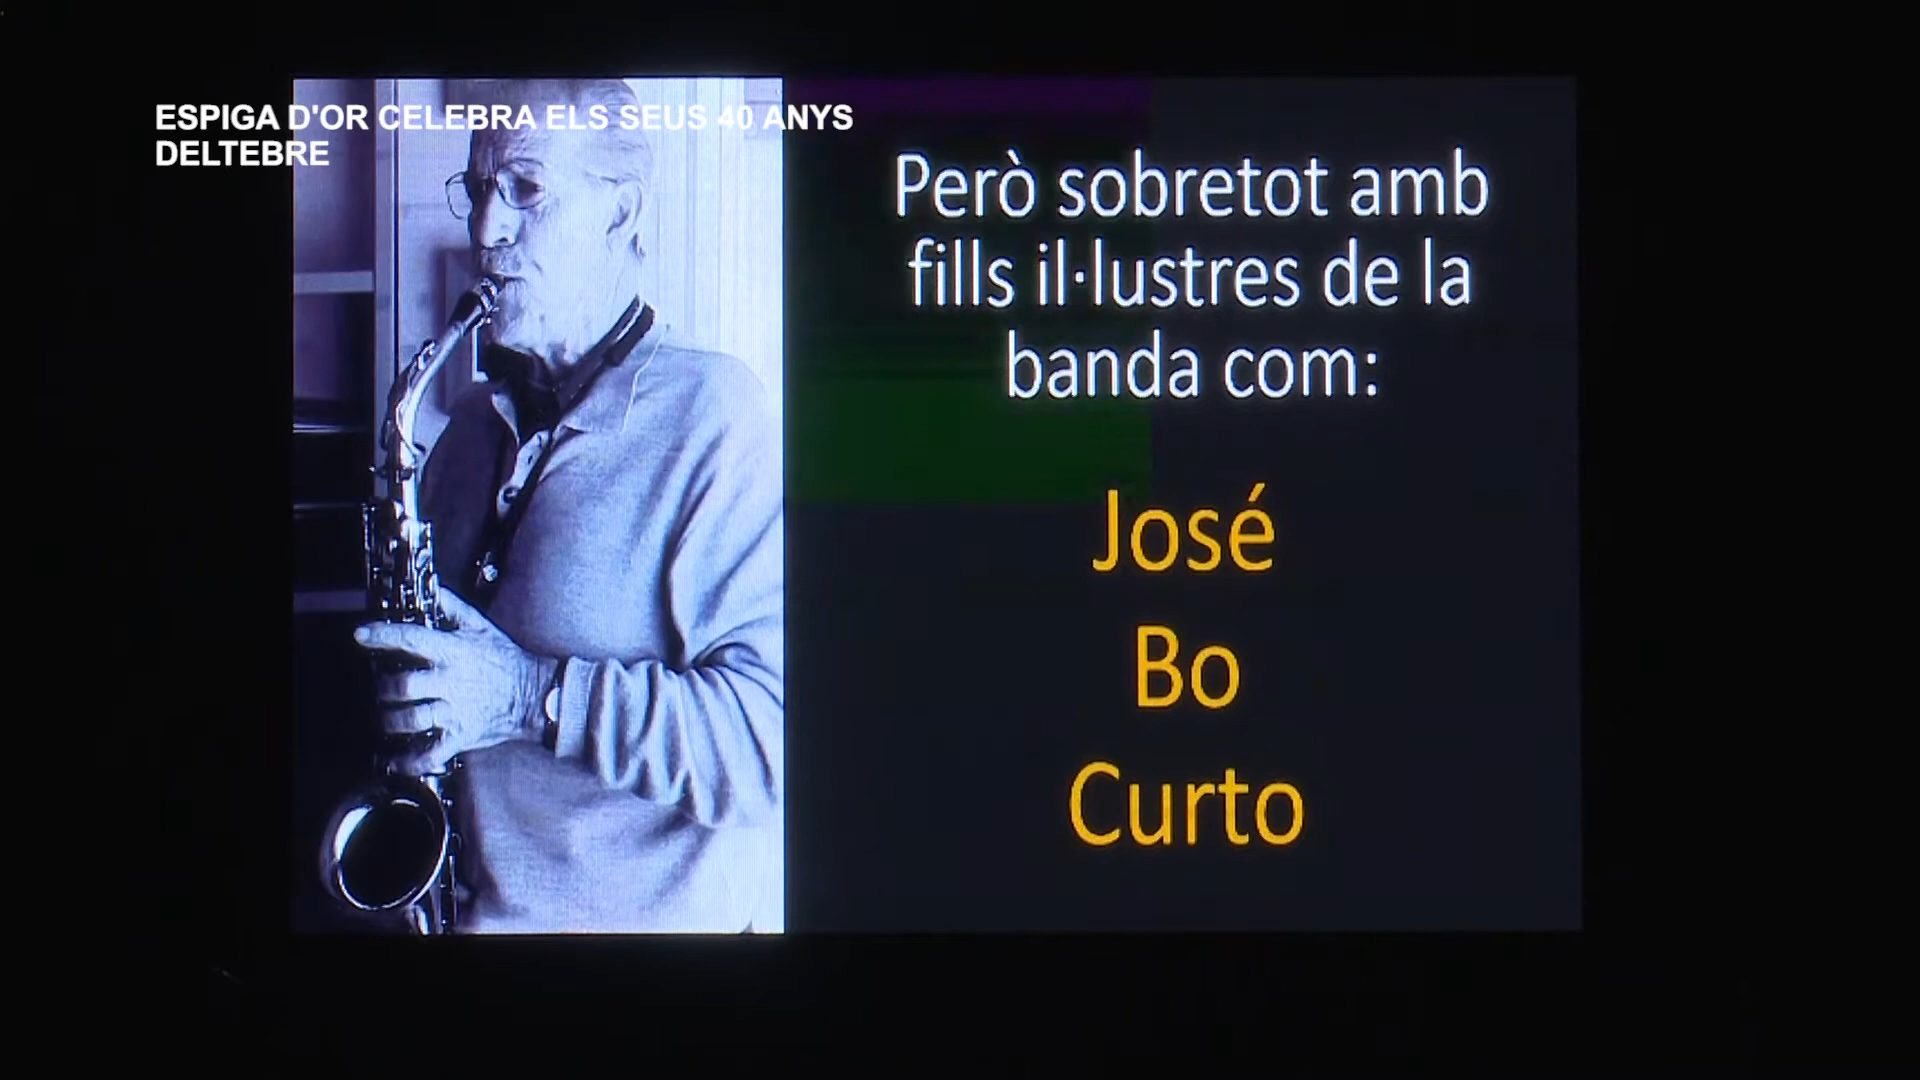 ESPIGA D'OR CELEBRA ELS SEUS 40 ANYS
DELTEBRE
Però sobretot amb
fills il·lustres de la
banda com:
José
Bo
Curto